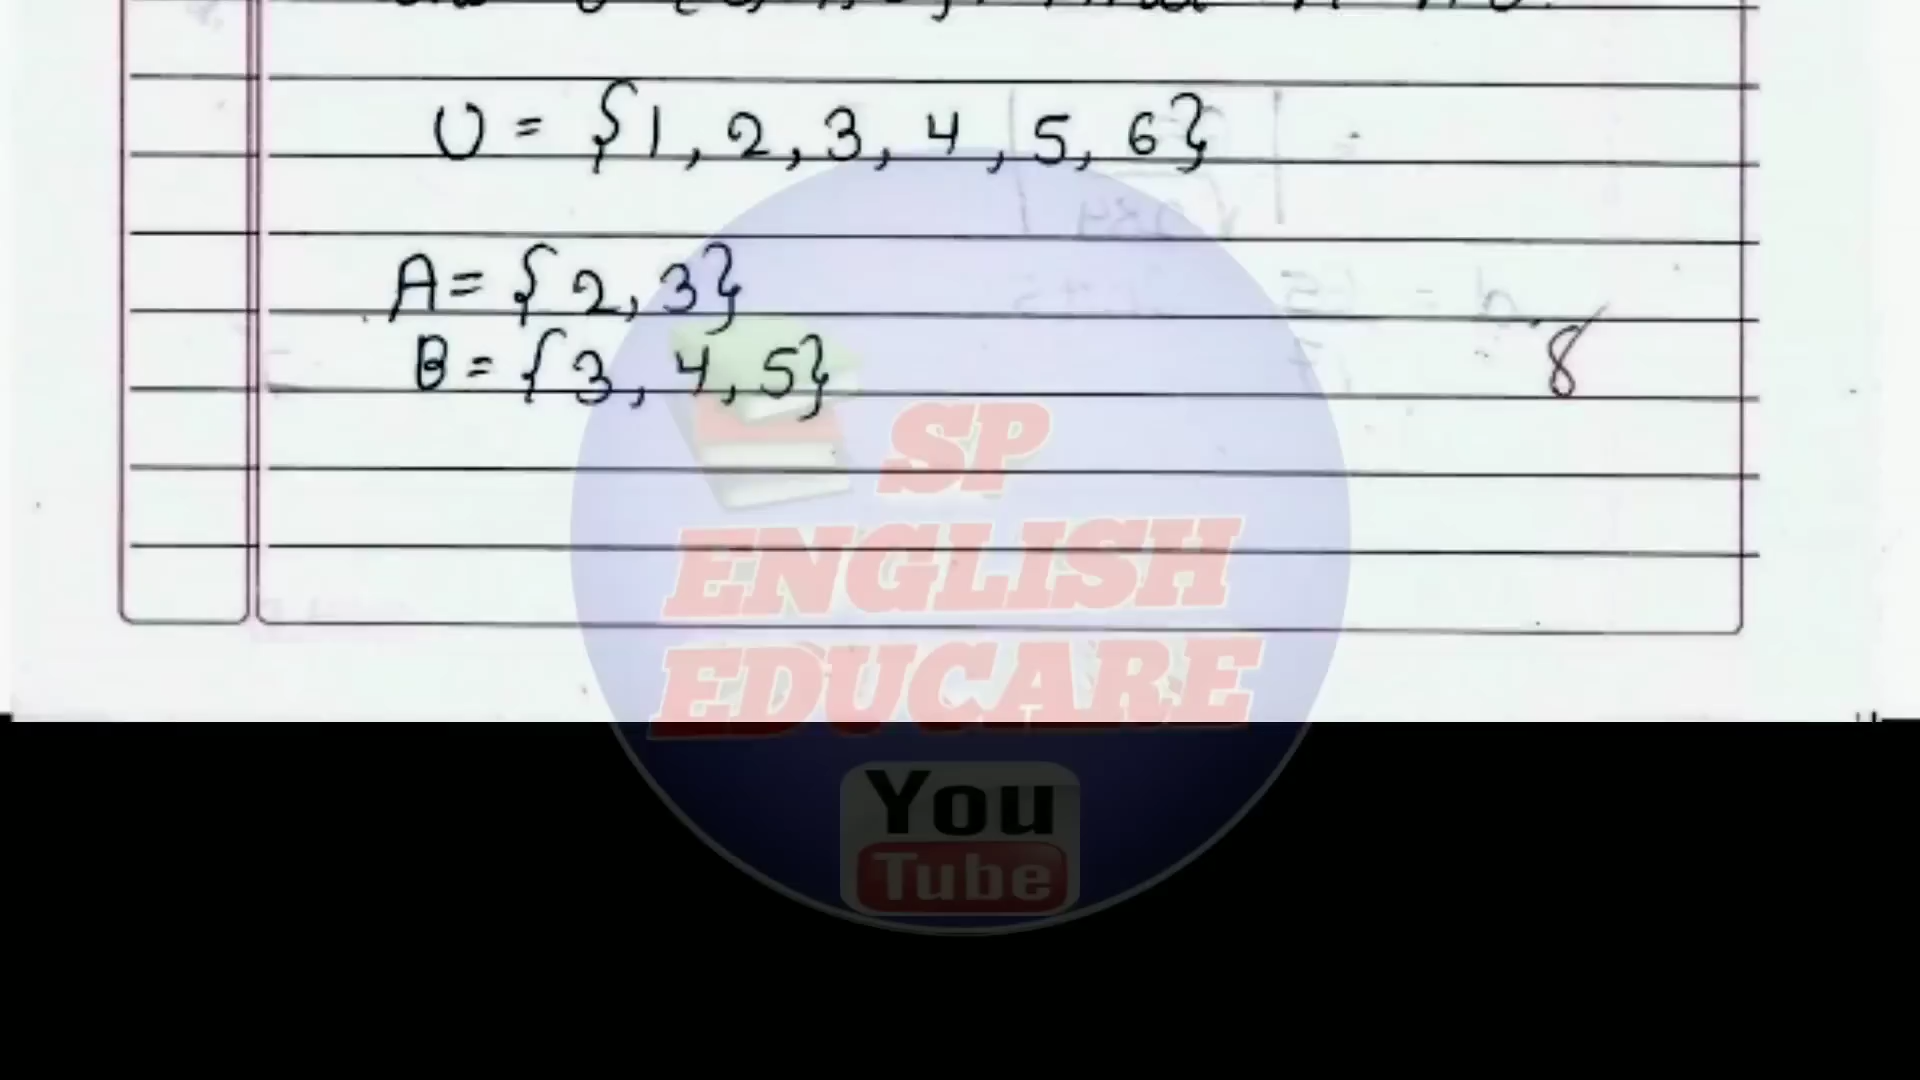 U = {1, 2, 3, 4, 5, 6}
A = {2, 3}
B = {3, 4, 5}
8
SP
ENGLISH
EDUCARE
You
Tube